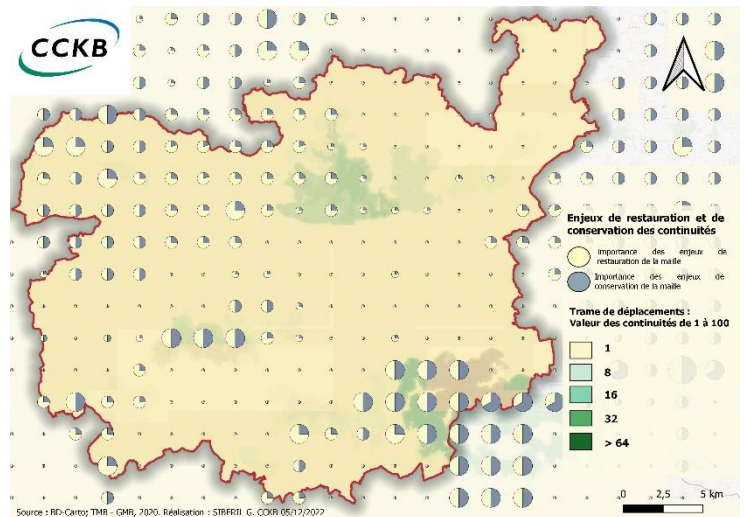 CCKB
Enjeux de restauration et de
conservation des continuités
Importance des enjeux de
restauration de la maille
Importance des enjeux de
conservation de la maille
Trame de déplacements :
Valeur des continuités de 1 à 100
1
8
16
32
> 64
0 2,5 5 km
Source : BD-Carto; TMB - GMB, 2020. Réalisation : SIBERIL G. CCKB 05/12/2022